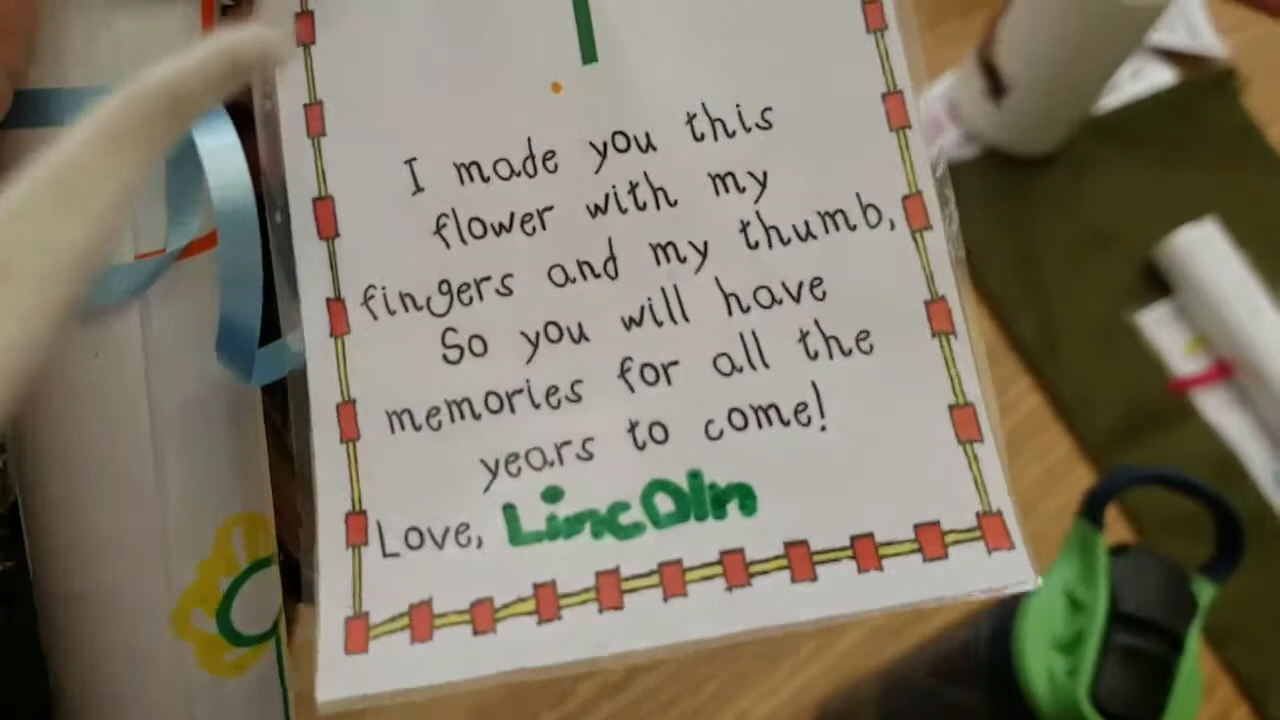 I made you this
flower with my
fingers and my thumb,
So you will have
memories for all the
years to come!
Love, Lincoln